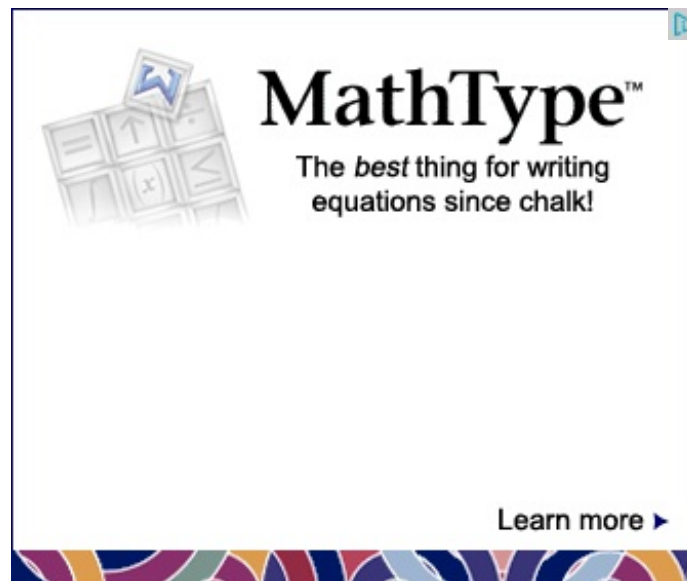 MathType™
The best thing for writing
equations since chalk!
Learn more